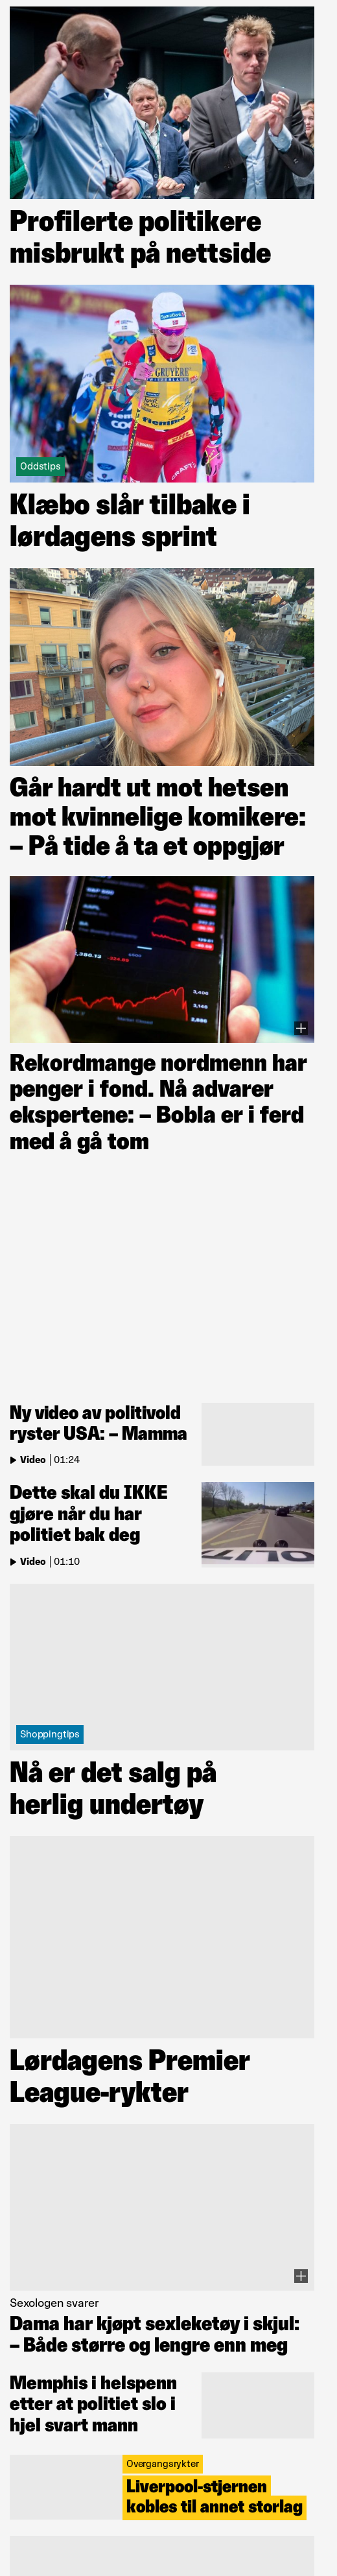 Profilerte politikere
misbrukt på nettside
GRUYÈRE
SWITZERLAND
CRAFT
Oddstips
Klæbo slår tilbake i
lørdagens sprint
Går hardt ut mot hetsen
mot kvinnelige komikere:
– På tide å ta et oppgjør
Rekordmange nordmenn har
penger i fond. Nå advarer
ekspertene: – Bobla er i ferd
med å gå tom
Ny video av politivold
ryster USA: – Mamma
Video | 01:24
Dette skal du IKKE
gjøre når du har
politiet bak deg
Video | 01:10
Shoppingtips
Nå er det salg på
herlig undertøy
Lørdagens Premier
League-rykter
Sexologen svarer
Dama har kjøpt sexleketøy i skjul:
– Både større og lengre enn meg
Memphis i helspenn
etter at politiet slo i
hjel svart mann
Overgangsrykter
Liverpool-stjernen
kobles til annet storlag